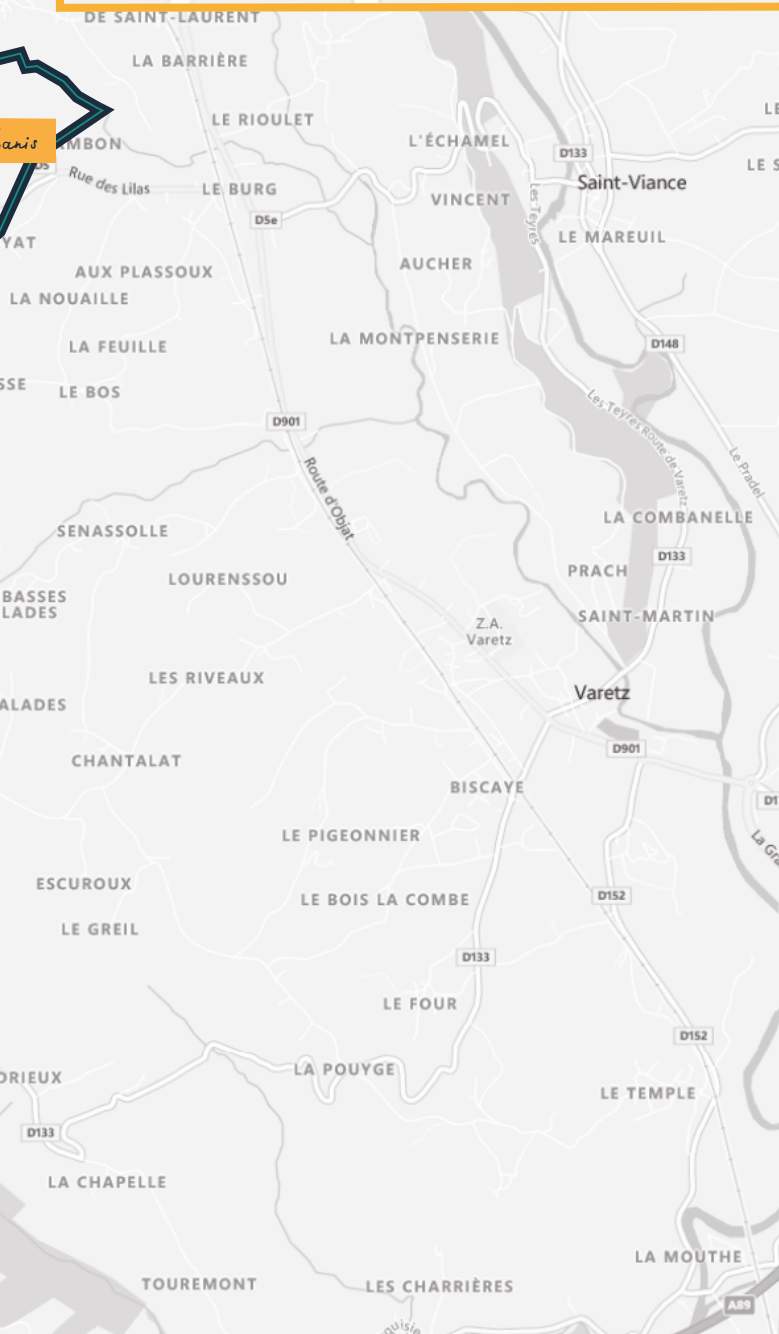 DE SAINT-LAURENT
LA BARRIÈRE
LE RIOULET
L'ÉCHAMEL
D133
Rue des Lilas
LE BURG
Saint-Viance
VINCENT
D5e
Les Teyres
LE MAREUIL
AUCHER
AUX PLASSOUX
LA NOUAILLE
LA FEUILLE
LA MONTPENSERIE
D148
LE BOS
D901
Les Teyres Route de Varetz
Route d'Objat
Le Pradel
LA COMBANELLE
SENASSOLLE
D133
PRACH
LOURENSSOU
BASSES
LADES
SAINT-MARTIN
Z.A.
Varetz
LES RIVEAUX
Varetz
ALADES
D901
CHANTALAT
BISCAYE
LE PIGEONNIER
ESCUROUX
D152
LE BOIS LA COMBE
LE GREIL
D133
LE FOUR
D152
LA POUYGE
DRIEUX
LE TEMPLE
D133
LA CHAPELLE
LA MOUTHE
TOUREMONT
LES CHARRIÈRES
A89